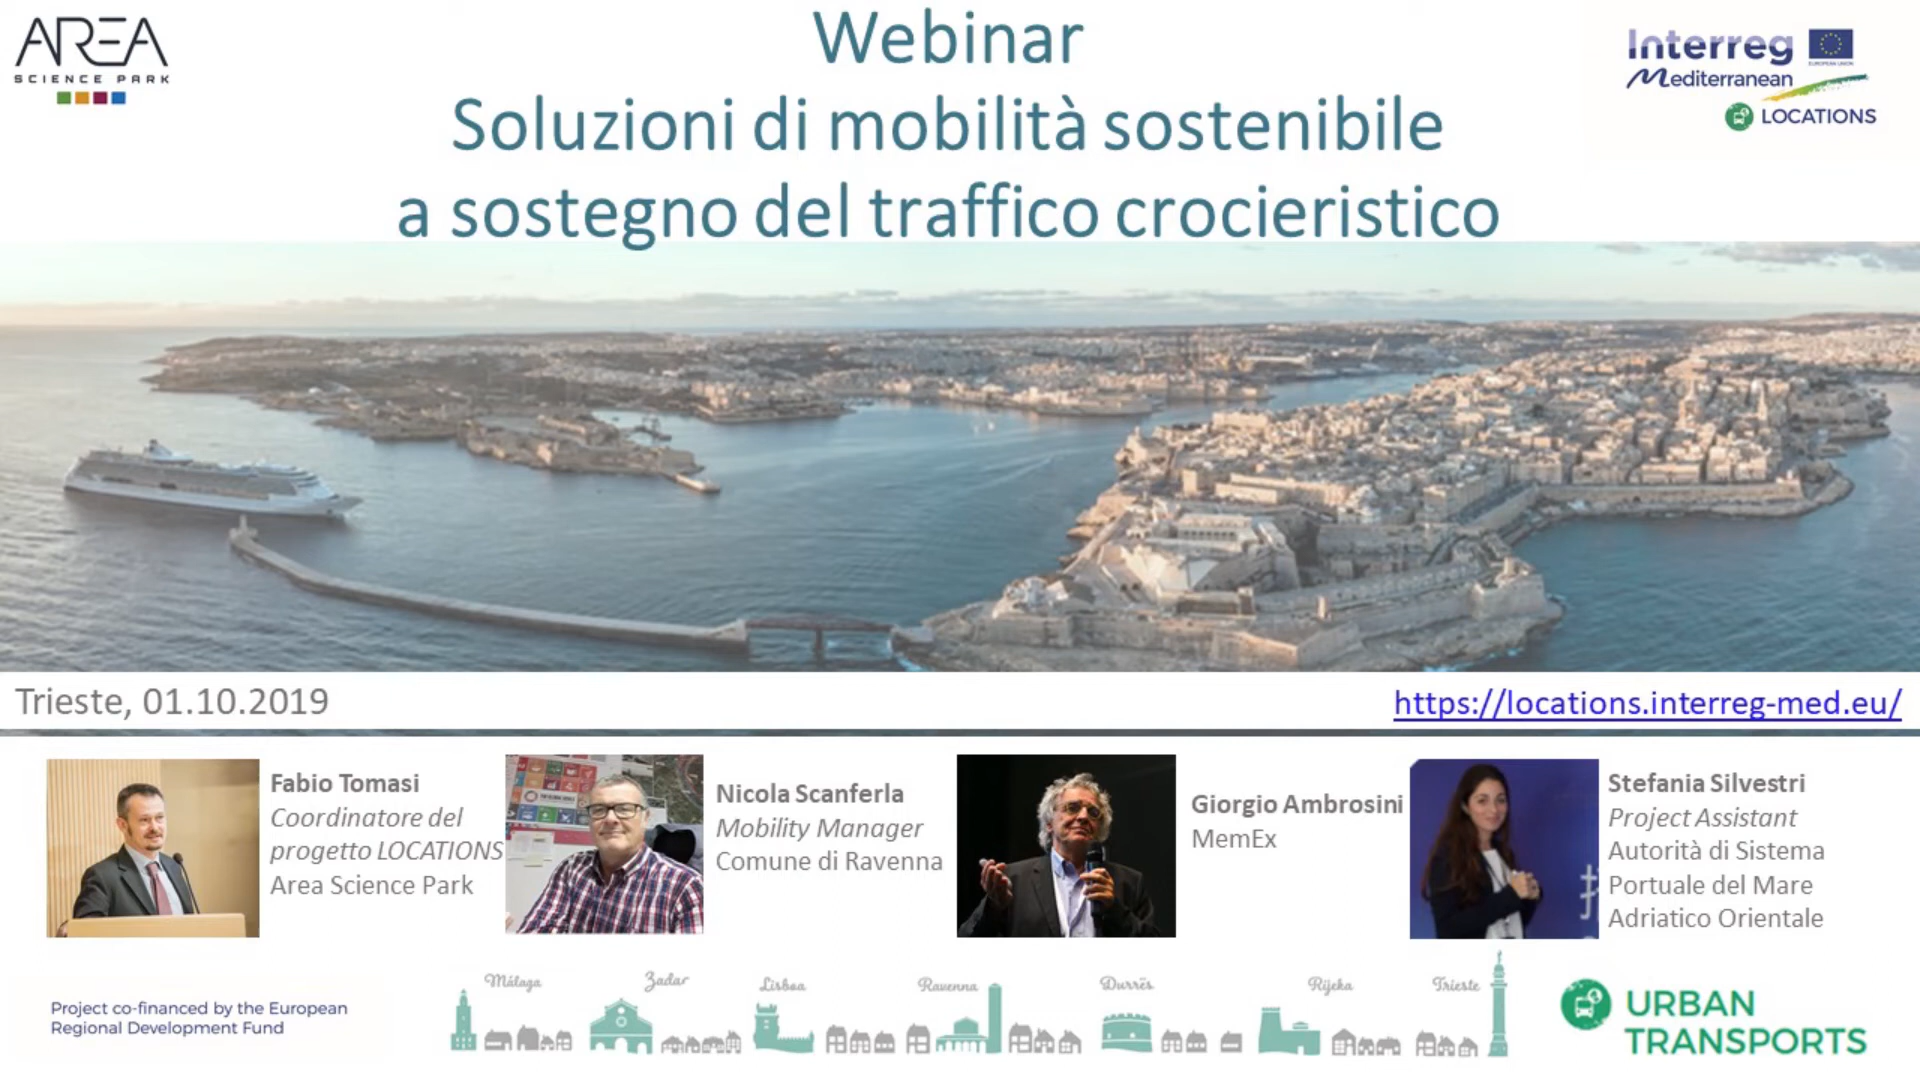 AREA
SCIENCE PARK
Webinar
Soluzioni di mobilità sostenibile
a sostegno del traffico crocieristico
Interreg
EUROPEAN UNION
Mediterranean
LOCATIONS
Trieste, 01.10.2019
https://locations.interreg-med.eu/
Fabio Tomasi
Coordinatore del
progetto LOCATIONS
Area Science Park
Nicola Scanferla
Mobility Manager
Comune di Ravenna
Giorgio Ambrosini
MemEx
Stefania Silvestri
Project Assistant
Autorità di Sistema
Portuale del Mare
Adriatico Orientale
Project co-financed by the European
Regional Development Fund
Málaga
Zadar
Lisboa
Ravenna
Durrës
Rijeka
Trieste
URBAN
TRANSPORTS